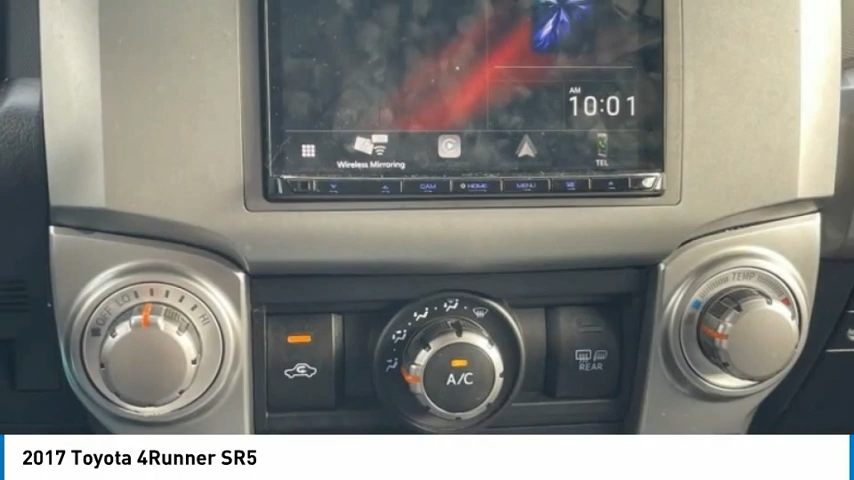 AM
10:01
Wireless Mirroring
TEL
CAM
HOME
MENU
OFF LO HI
TEMP
A/C
REAR
2017 Toyota 4Runner SR5